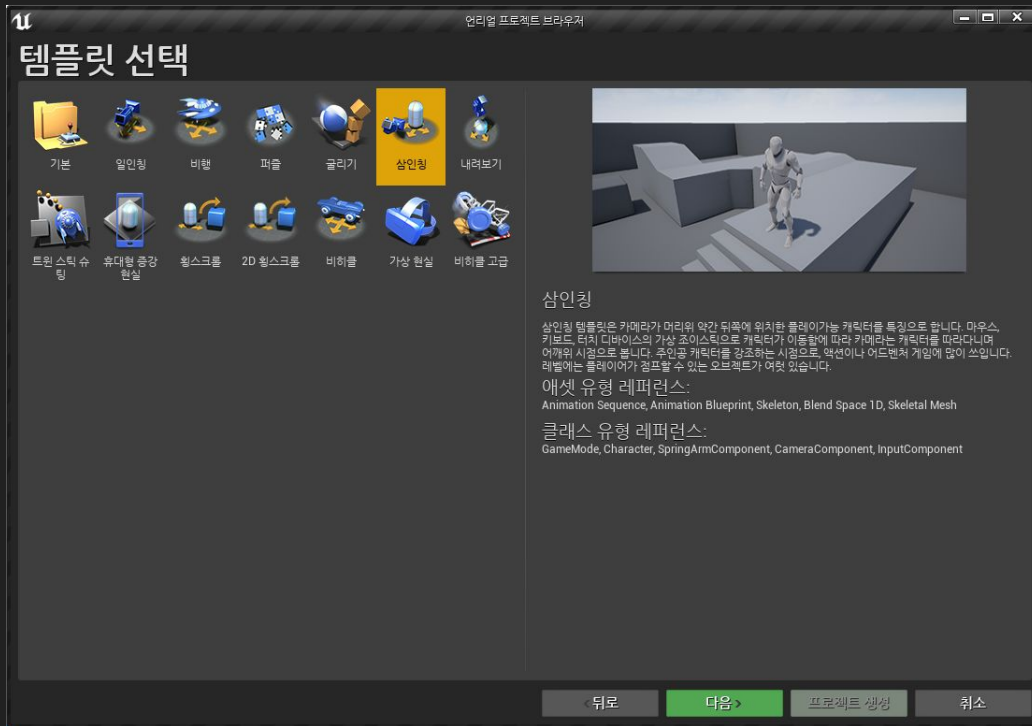 언리얼 프로젝트 브라우저
템플릿 선택
기본
일인칭
비행
퍼즐
굴리기
삼인칭
내려보기
트윈 스틱 슈
팅
휴대형 증강
현실
횡스크롤
2D 횡스크롤
비히클
가상 현실
비히클 고급
삼인칭
삼인칭 템플릿은 카메라가 머리위 약간 뒤쪽에 위치한 플레이가능 캐릭터를 특징으로 합니다. 마우스,
키보드, 터치 디바이스의 가상 조이스틱으로 캐릭터가 이동함에 따라 카메라는 캐릭터를 따라다니며
어깨위 시점으로 봅니다. 주인공 캐릭터를 강조하는 시점으로, 액션이나 어드벤처 게임에 많이 쓰입니다.
레벨에는 플레이어가 점프할 수 있는 오브젝트가 여럿 있습니다.
애셋 유형 레퍼런스:
Animation Sequence, Animation Blueprint, Skeleton, Blend Space 1D, Skeletal Mesh
클래스 유형 레퍼런스:
GameMode, Character, SpringArmComponent, CameraComponent, InputComponent
<뒤로
다음>
프로젝트 생성
취소